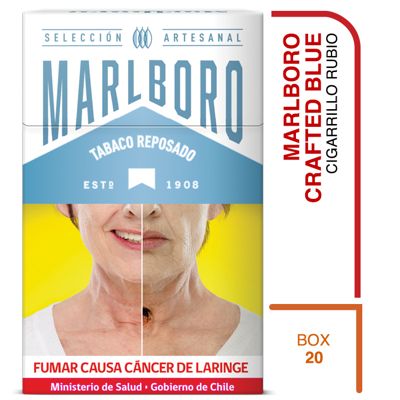 SELECCIÓN ARTESANAL
MARLBORO
TABACO REPOSADO
ESTD 1908
FUMAR CAUSA CÁNCER DE LARINGE
Ministerio de Salud • Gobierno de Chile
MARLBORO
CRAFTED BLUE
CIGARRILLO RUBIO
BOX
20